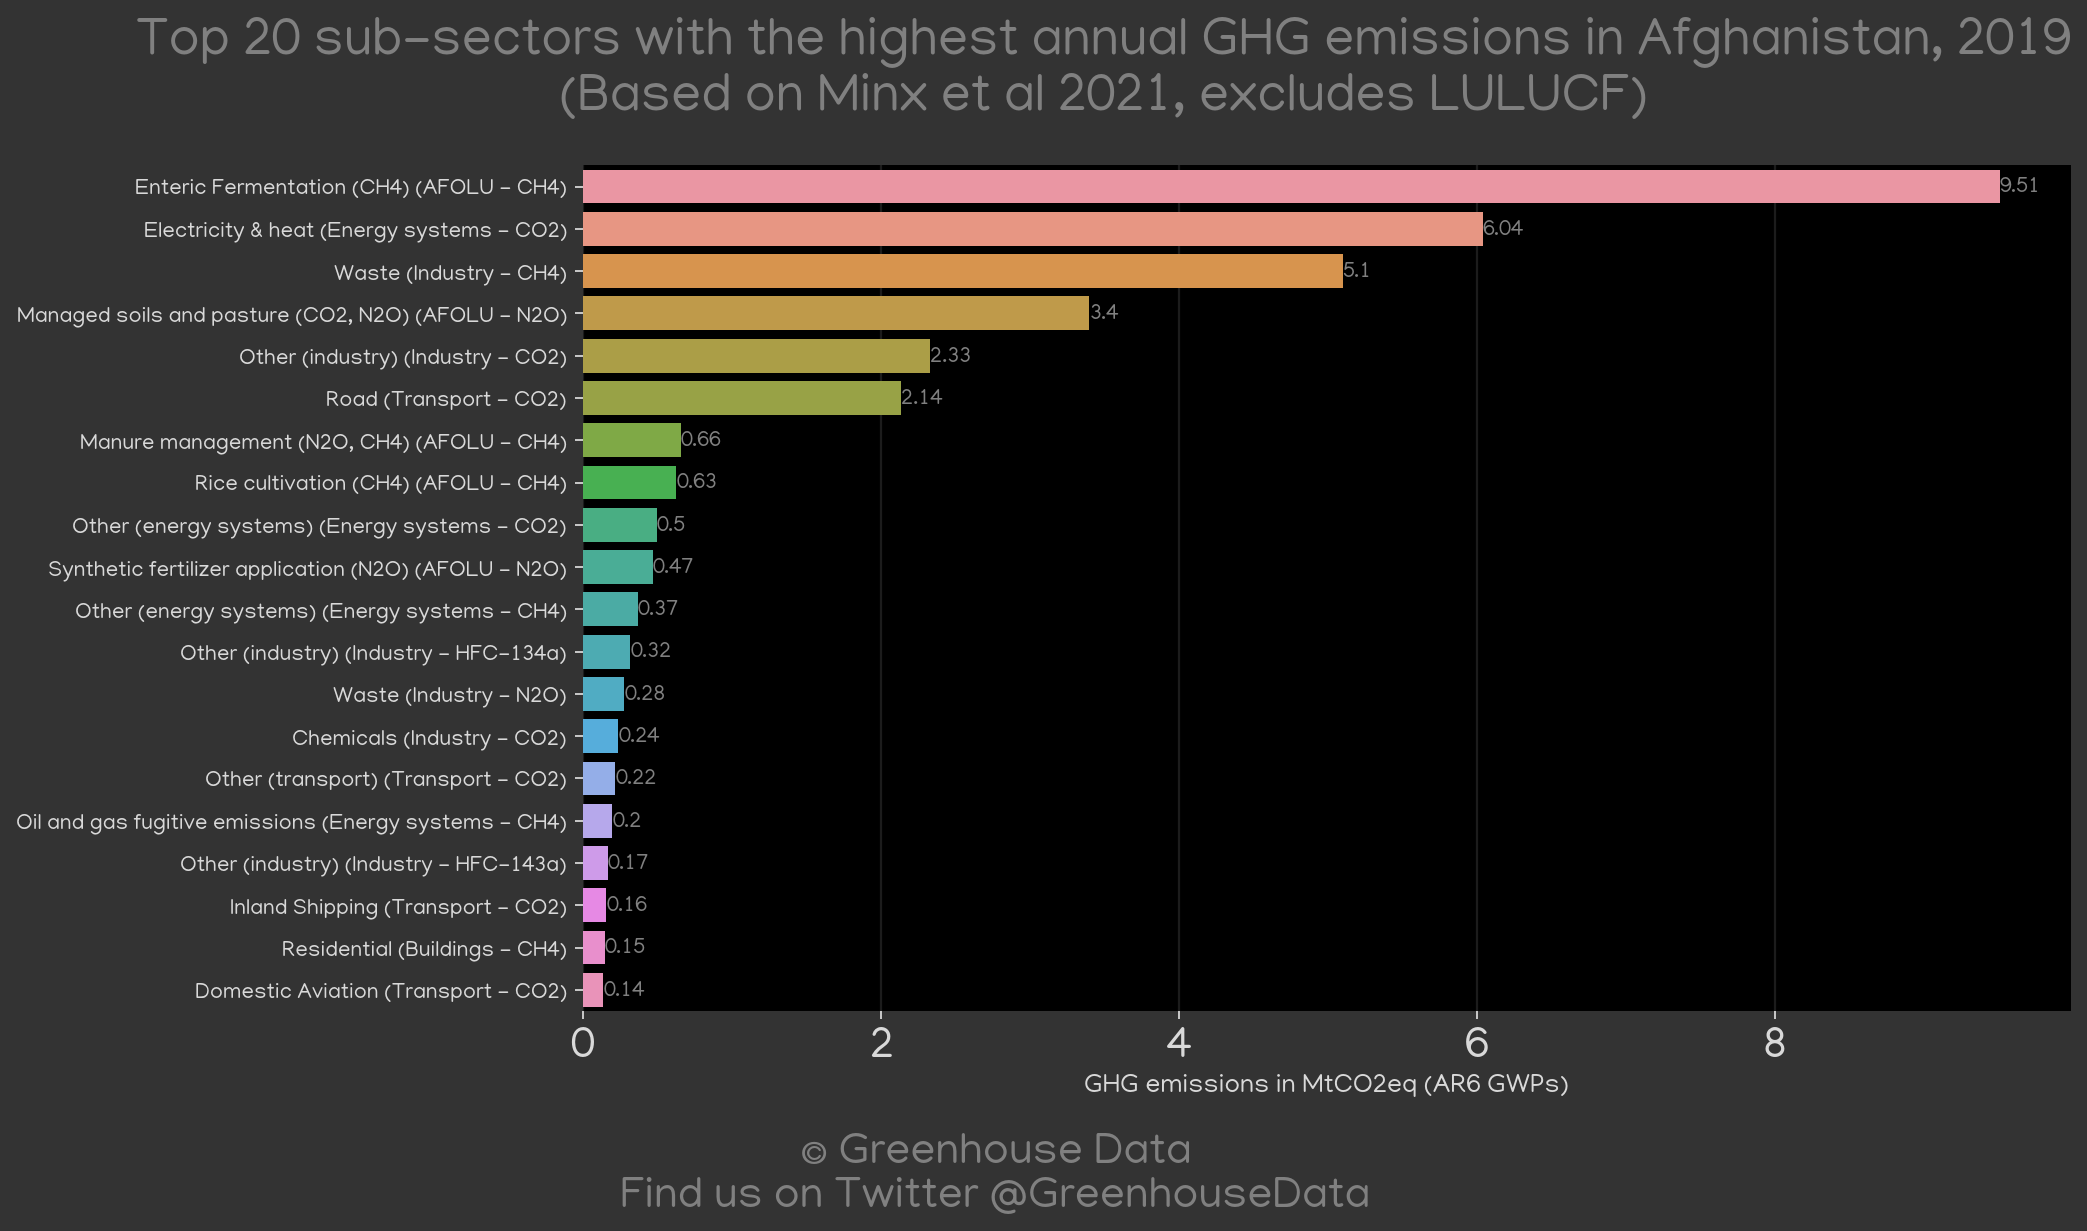 Top 20 sub-sectors with the highest annual GHG emissions in Afghanistan, 2019
(Based on Minx et al 2021, excludes LULUCF)
Enteric Fermentation (CH4) (AFOLU - CH4) 9.51
Electricity & heat (Energy systems - CO2) 6.04
Waste (Industry - CH4) 5.1
Managed soils and pasture (CO2, N2O) (AFOLU - N2O) 3.4
Other (industry) (Industry - CO2) 2.33
Road (Transport - CO2) 2.14
Manure management (N2O, CH4) (AFOLU - CH4) 0.66
Rice cultivation (CH4) (AFOLU - CH4) 0.63
Other (energy systems) (Energy systems - CO2) 0.5
Synthetic fertilizer application (N2O) (AFOLU - N2O) 0.47
Other (energy systems) (Energy systems - CH4) 0.37
Other (industry) (Industry - HFC-134a) 0.32
Waste (Industry - N2O) 0.28
Chemicals (Industry - CO2) 0.24
Other (transport) (Transport - CO2) 0.22
Oil and gas fugitive emissions (Energy systems - CH4) 0.2
Other (industry) (Industry - HFC-143a) 0.17
Inland Shipping (Transport - CO2) 0.16
Residential (Buildings - CH4) 0.15
Domestic Aviation (Transport - CO2) 0.14
0 2 4 6 8
GHG emissions in MtCO2eq (AR6 GWPs)
© Greenhouse Data
Find us on Twitter @GreenhouseData